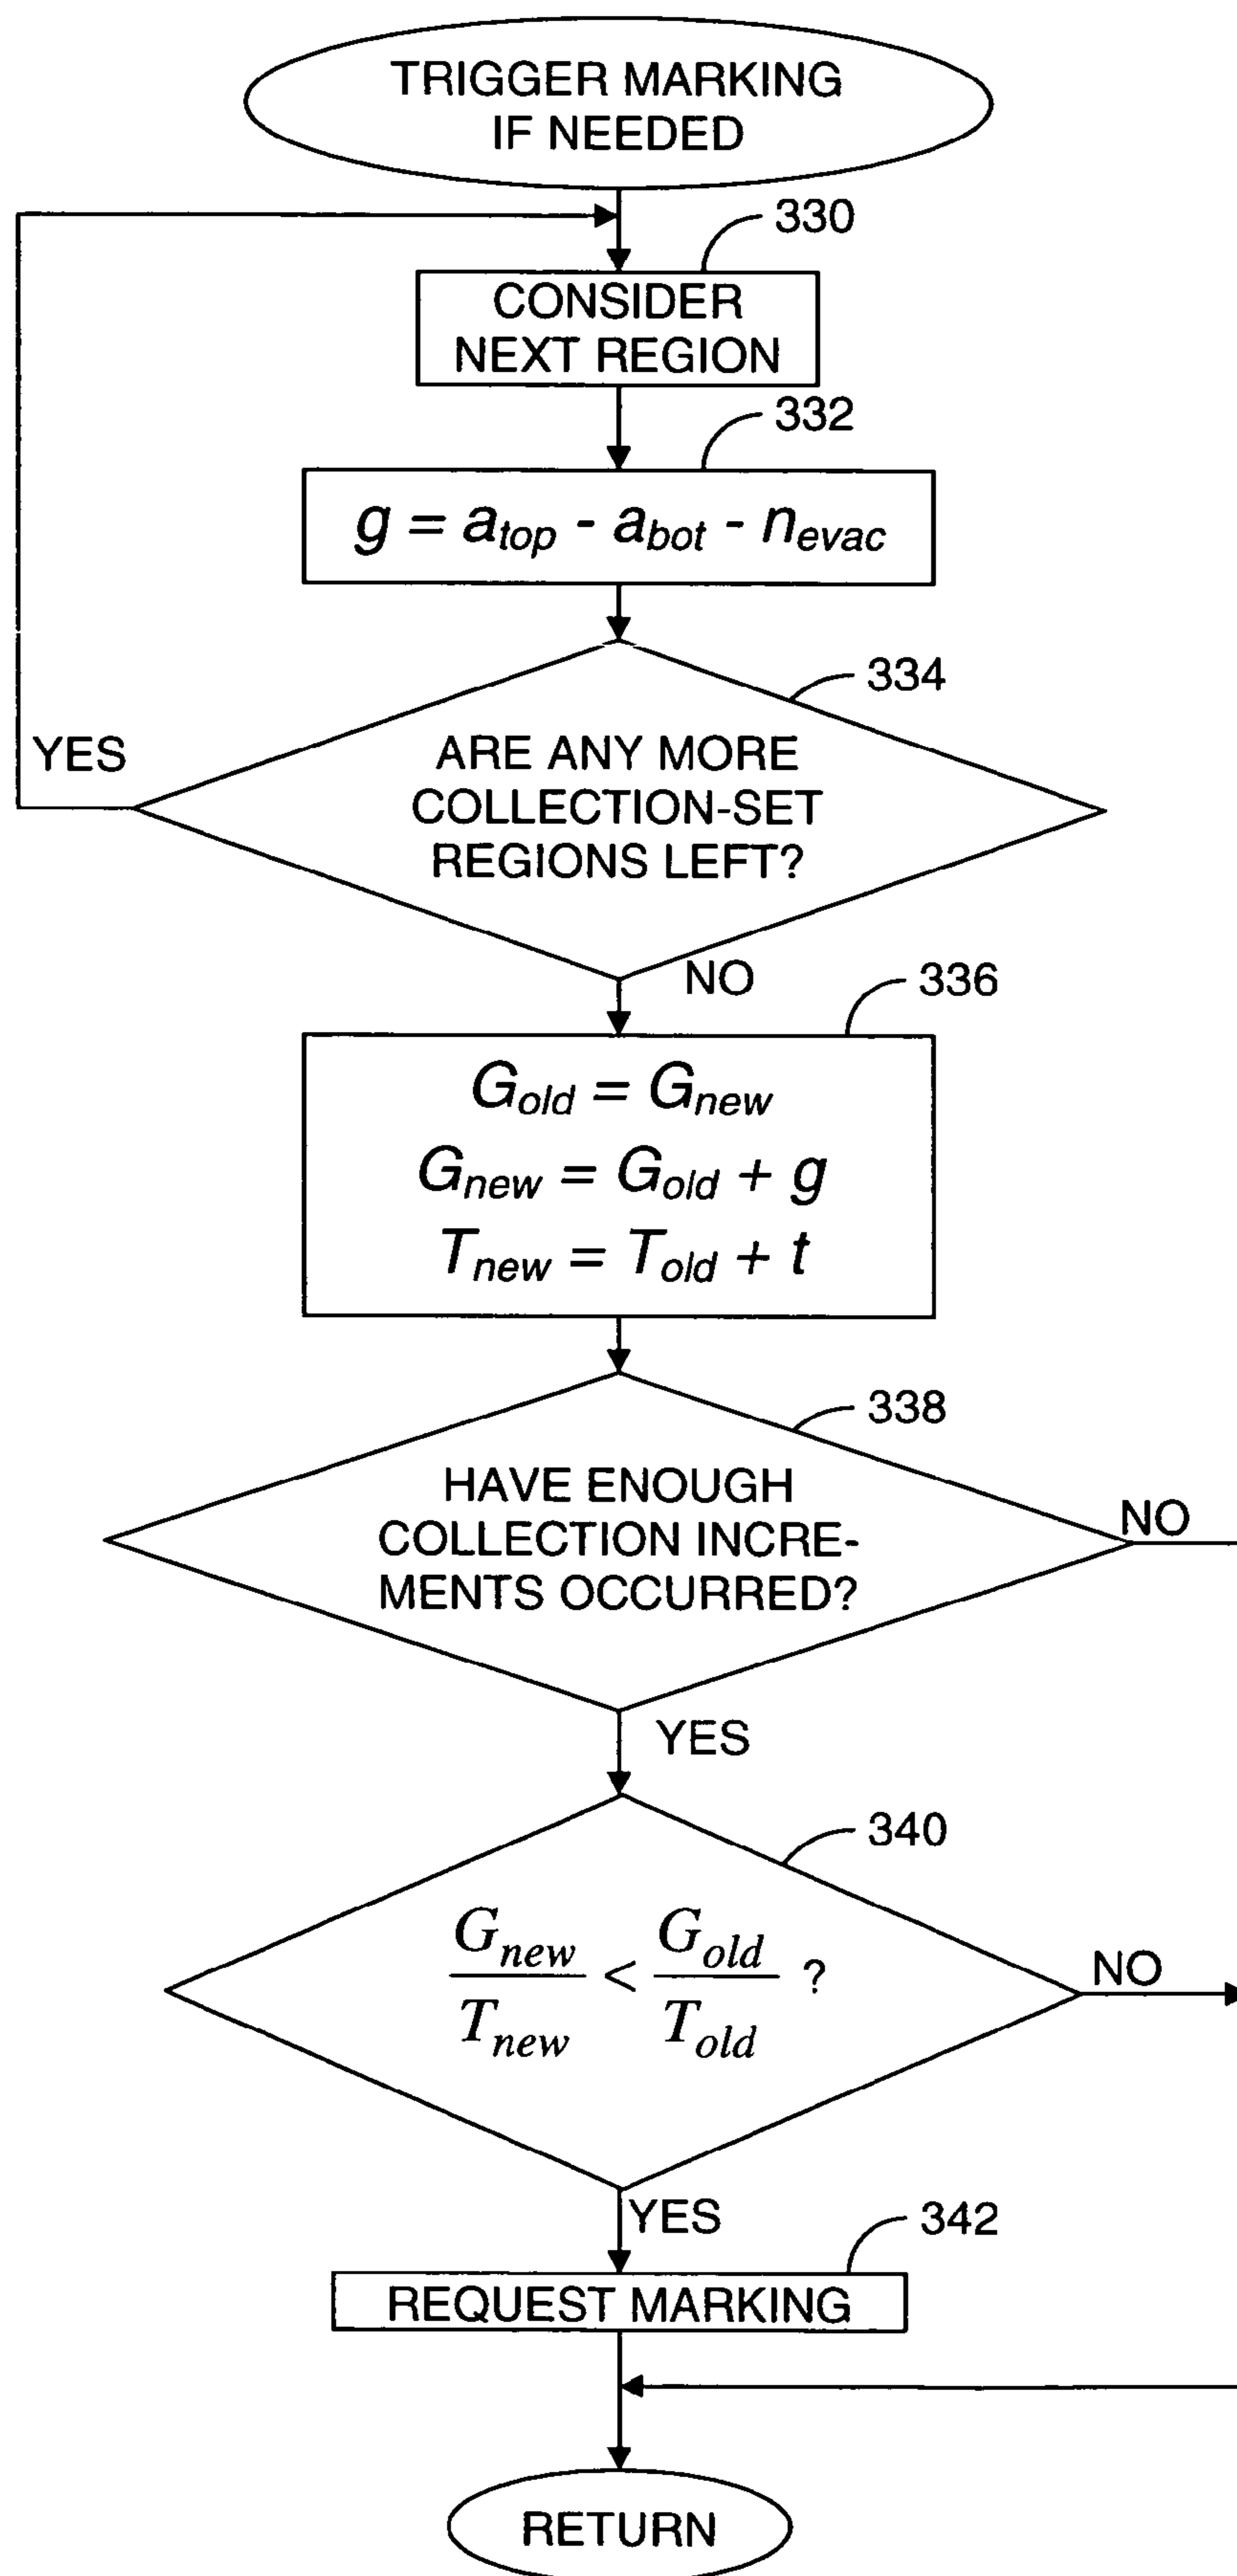 TRIGGER MARKING
IF NEEDED
330
CONSIDER
NEXT REGION
332
g = a_top - a_bot - n_evac
334
YES
ARE ANY MORE
COLLECTION-SET
REGIONS LEFT?
NO
336
G_old = G_new
G_new = G_old + g
T_new = T_old + t
338
HAVE ENOUGH
COLLECTION INCRE-
MENTS OCCURRED?
NO
YES
340
G_new / T_new < G_old / T_old ?
NO
YES
342
REQUEST MARKING
RETURN